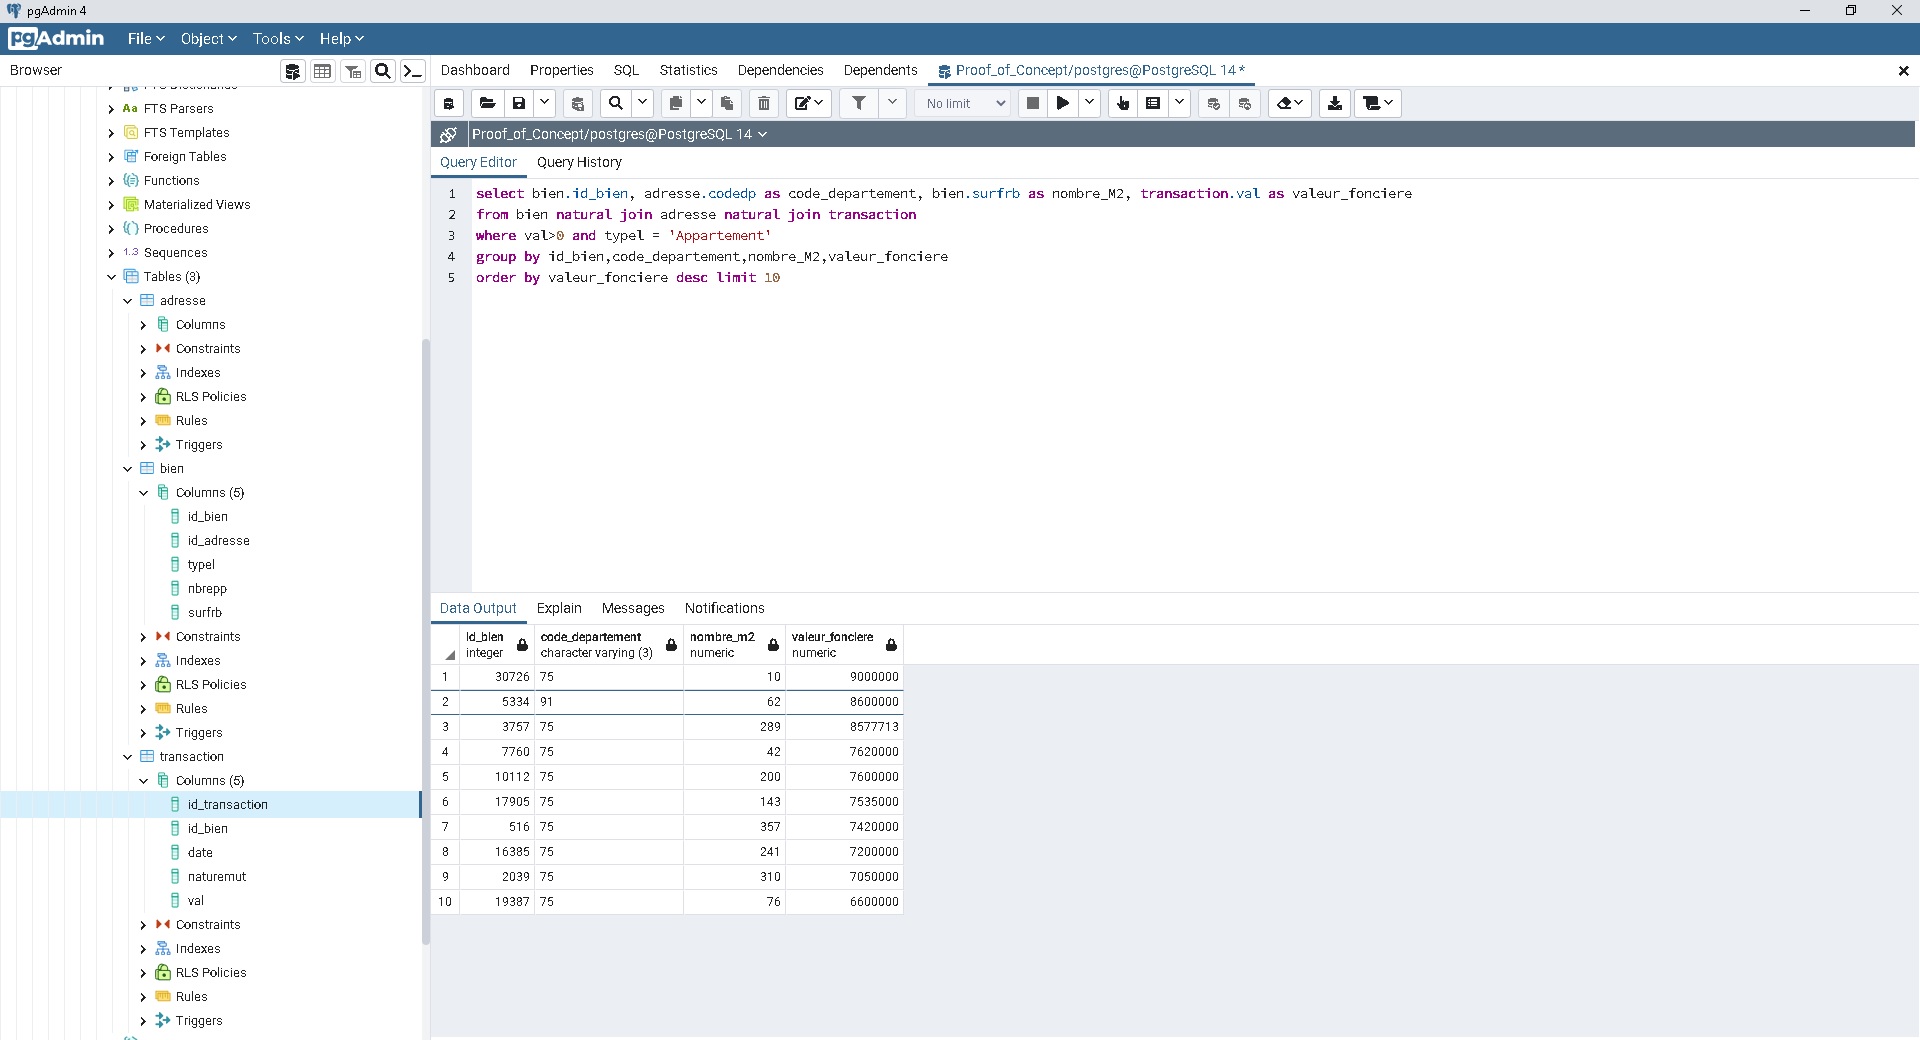 pgAdmin 4
pgAdmin File Object Tools Help
Browser
Dashboard Properties SQL Statistics Dependencies Dependents Proof_of_Concept/postgres@PostgreSQL 14 *
FTS Dictionaries
Aa FTS Parsers
FTS Templates
Foreign Tables
Functions
Materialized Views
Procedures
1..3 Sequences
Tables (3)
adresse
Columns
Constraints
Indexes
RLS Policies
Rules
Triggers
bien
Columns (5)
id_bien
id_adresse
typel
nbrepp
surfrb
Constraints
Indexes
RLS Policies
Rules
Triggers
transaction
Columns (5)
id_transaction
id_bien
date
naturemut
val
Constraints
Indexes
RLS Policies
Rules
Triggers
No limit
Proof_of_Concept/postgres@PostgreSQL 14
Query Editor Query History
1 select bien.id_bien, adresse.codedp as code_departement, bien.surfrb as nombre_M2, transaction.val as valeur_fonciere
2 from bien natural join adresse natural join transaction
3 where val>0 and typel = 'Appartement'
4 group by id_bien,code_departement,nombre_M2,valeur_fonciere
5 order by valeur_fonciere desc limit 10
Data Output Explain Messages Notifications
id_bien code_departement nombre_m2 valeur_fonciere
integer character varying (3) numeric numeric
1 30726 75 10 9000000
2 5334 91 62 8600000
3 3757 75 289 8577713
4 7760 75 42 7620000
5 10112 75 200 7600000
6 17905 75 143 7535000
7 516 75 357 7420000
8 16385 75 241 7200000
9 2039 75 310 7050000
10 19387 75 76 6600000